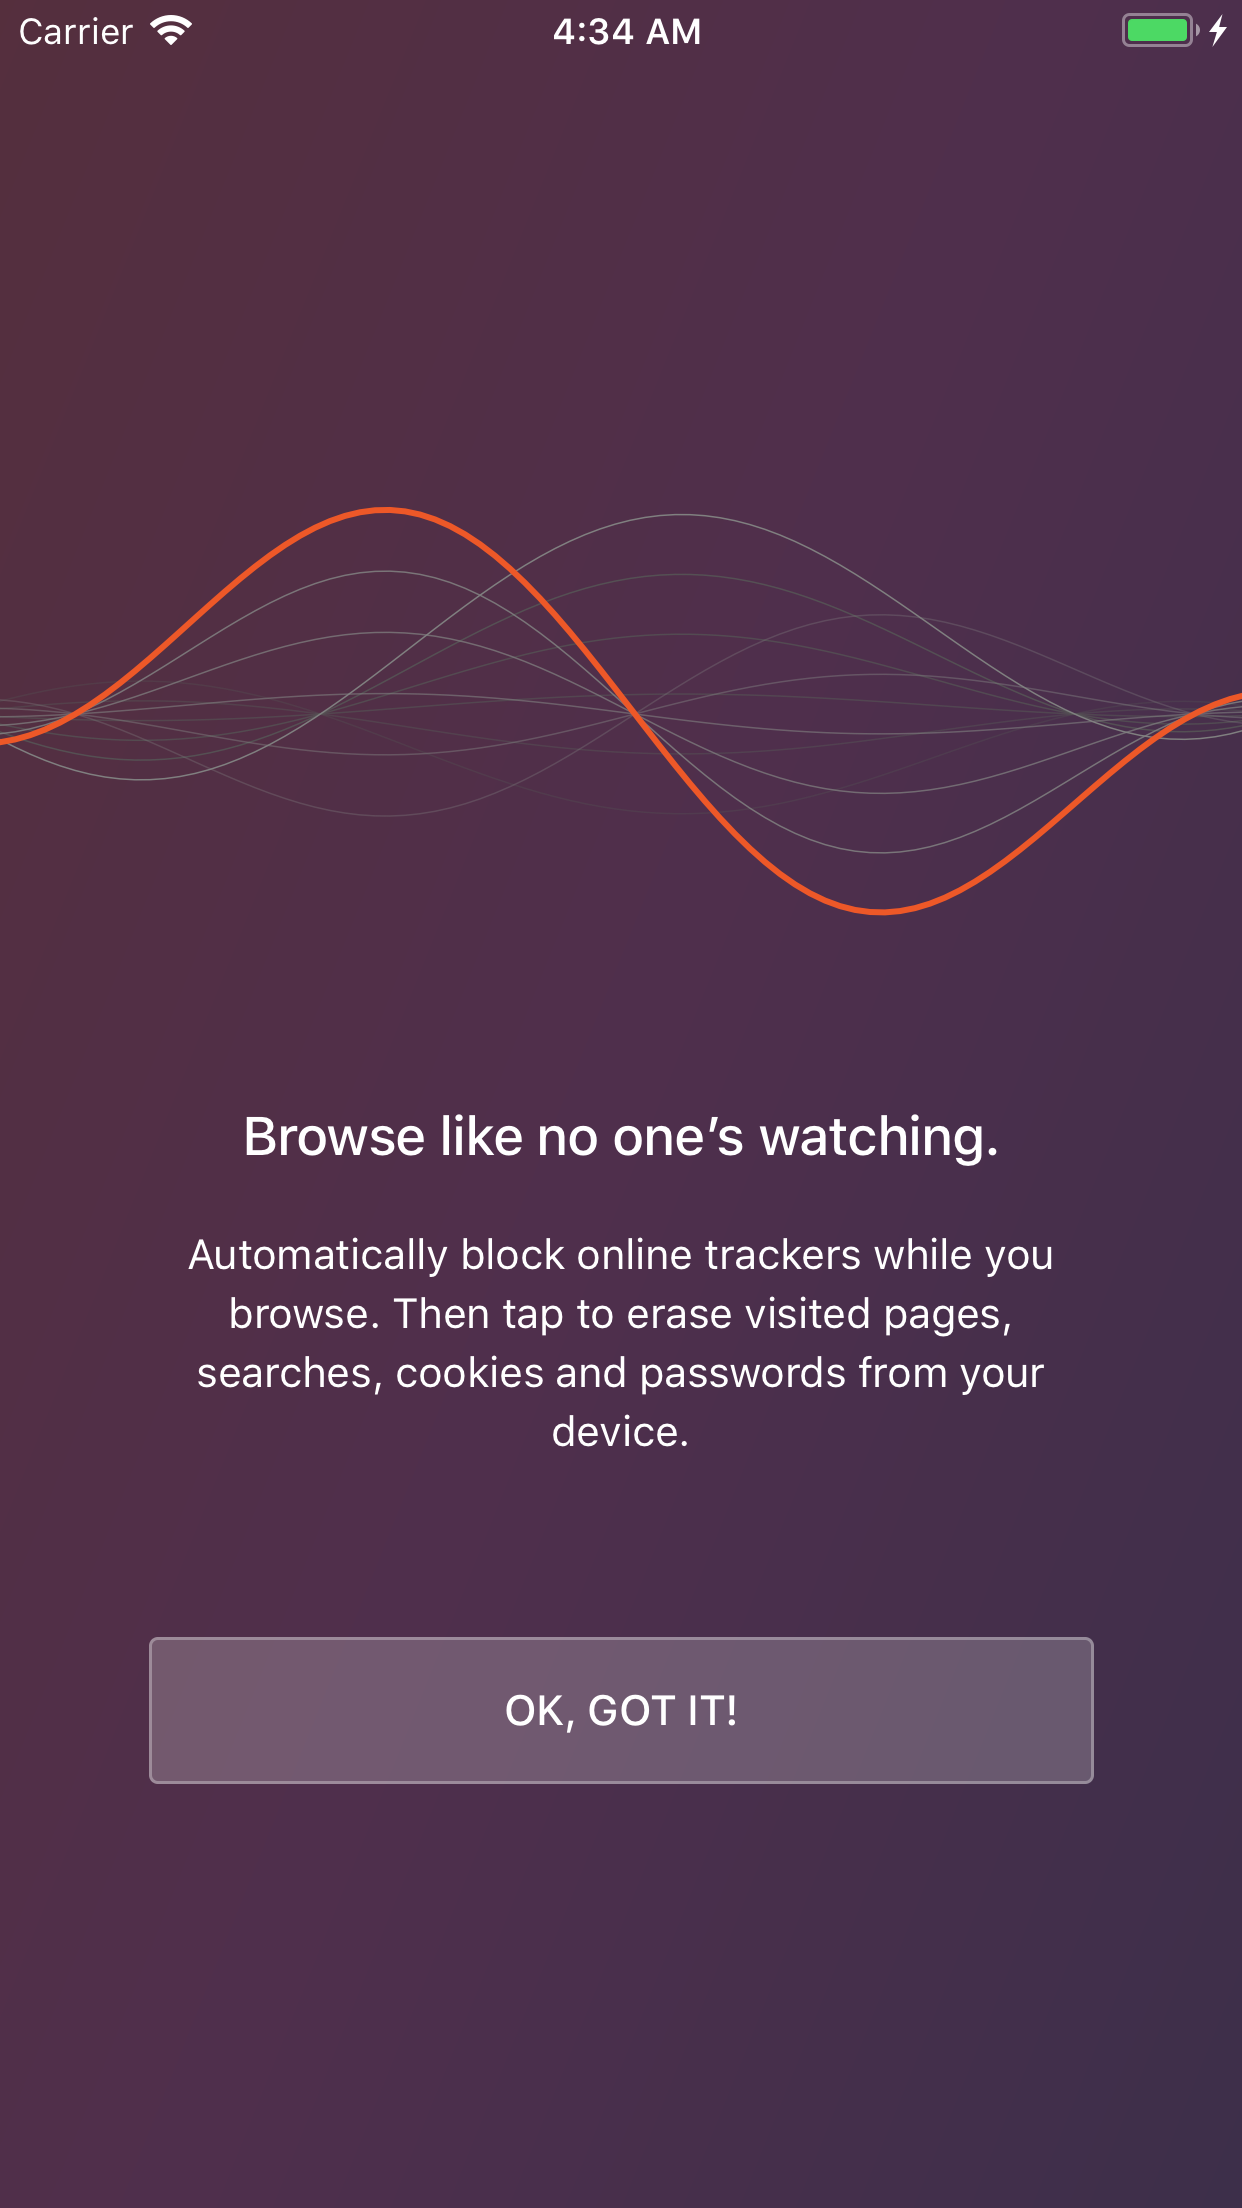 Carrier 4:34 AM
Browse like no one’s watching.
Automatically block online trackers while you
browse. Then tap to erase visited pages,
searches, cookies and passwords from your
device.
OK, GOT IT!